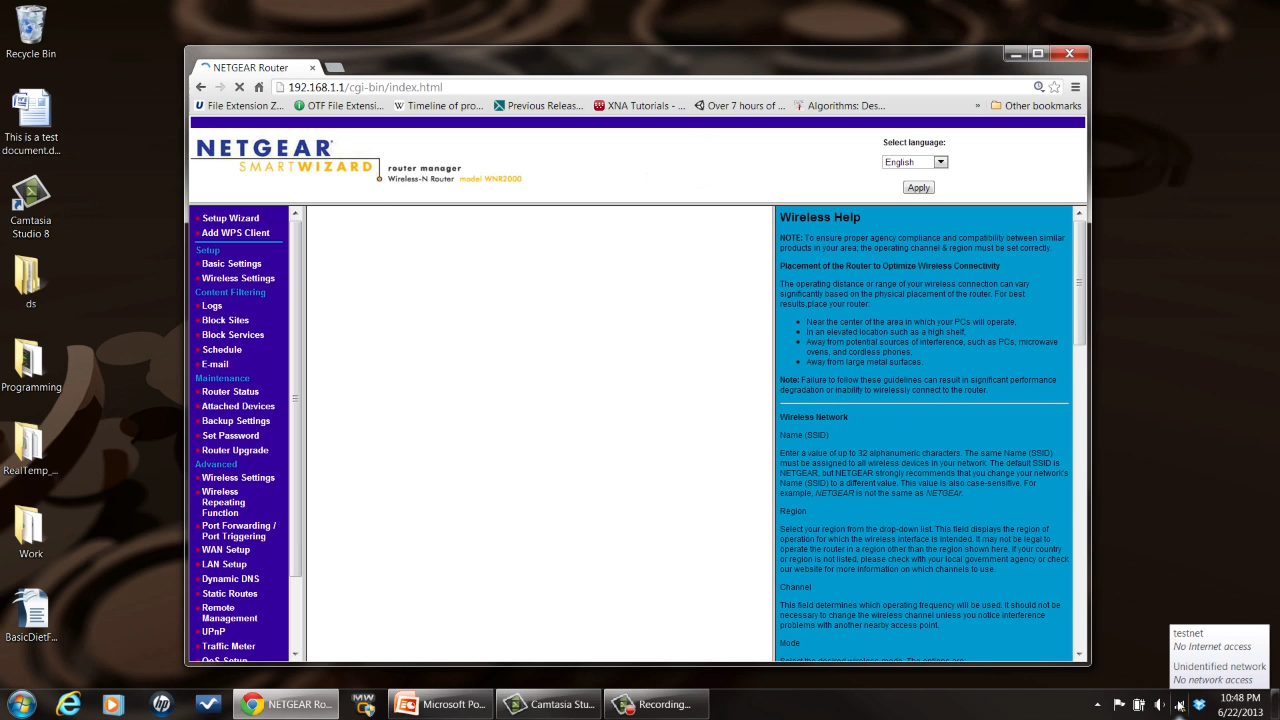 Recycle Bin
This is a test
document.d...
Camtasia
Studio 8
ds
Programming
RealTemp_...
Work
BasicDietF...
NETGEAR Router
192.168.1.1/cgi-bin/index.html
File Extension Z...
OTF File Extensi...
Timeline of pro...
Previous Releas...
XNA Tutorials - ...
Over 7 hours of ...
Algorithms: Des...
»
Other bookmarks
NETGEAR
SMARTWIZARD
router manager
Wireless-N Router model WNR2000
Select language:
English
Apply
Setup Wizard
Add WPS Client
Setup
Basic Settings
Wireless Settings
Content Filtering
Logs
Block Sites
Block Services
Schedule
E-mail
Maintenance
Router Status
Attached Devices
Backup Settings
Set Password
Router Upgrade
Advanced
Wireless Settings
Wireless
Repeating
Function
Port Forwarding /
Port Triggering
WAN Setup
LAN Setup
Dynamic DNS
Static Routes
Remote
Management
UPnP
Traffic Meter
QoS Setup
Wireless Help
NOTE: To ensure proper agency compliance and compatibility between similar
products in your area; the operating channel & region must be set correctly.
Placement of the Router to Optimize Wireless Connectivity
The operating distance or range of your wireless connection can vary
significantly based on the physical placement of the router. For best
results,place your router:
Near the center of the area in which your PCs will operate,
In an elevated location such as a high shelf,
Away from potential sources of interference, such as PCs, microwave
ovens, and cordless phones,
Away from large metal surfaces.
Note: Failure to follow these guidelines can result in significant performance
degradation or inability to wirelessly connect to the router.
Wireless Network
Name (SSID)
Enter a value of up to 32 alphanumeric characters. The same Name (SSID)
must be assigned to all wireless devices in your network. The default SSID is
NETGEAR, but NETGEAR strongly recommends that you change your network's
Name (SSID) to a different value. This value is also case-sensitive. For
example, NETGEAR is not the same as NETGEAr.
Region
Select your region from the drop-down list. This field displays the region of
operation for which the wireless interface is intended. It may not be legal to
operate the router in a region other than the region shown here. If your country
or region is not listed, please check with your local government agency or check
our website for more information on which channels to use.
Channel
This field determines which operating frequency will be used. It should not be
necessary to change the wireless channel unless you notice interference
problems with another nearby access point.
Mode
Select the desired wireless mode. The options are
testnet
No Internet access
Unidentified network
No network access
hp
NETGEAR Ro...
MW
Microsoft Po...
Camtasia Stu...
Recording...
10:48 PM
6/22/2013